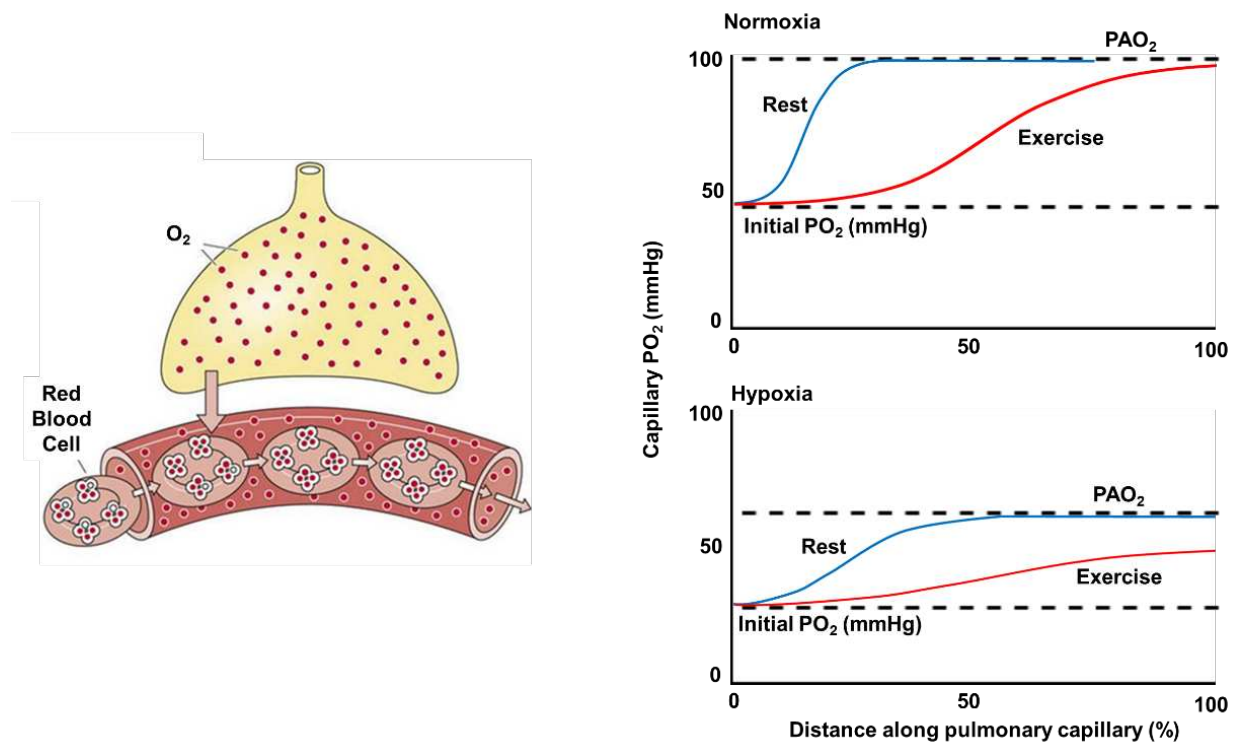 O₂
Red
Blood
Cell
Capillary PO₂ (mmHg)
Normoxia
PAO₂
100
Rest
Exercise
50
Initial PO₂ (mmHg)
0
0 50 100
Hypoxia
100
PAO₂
50
Rest
Exercise
Initial PO₂ (mmHg)
0
0 50 100
Distance along pulmonary capillary (%)